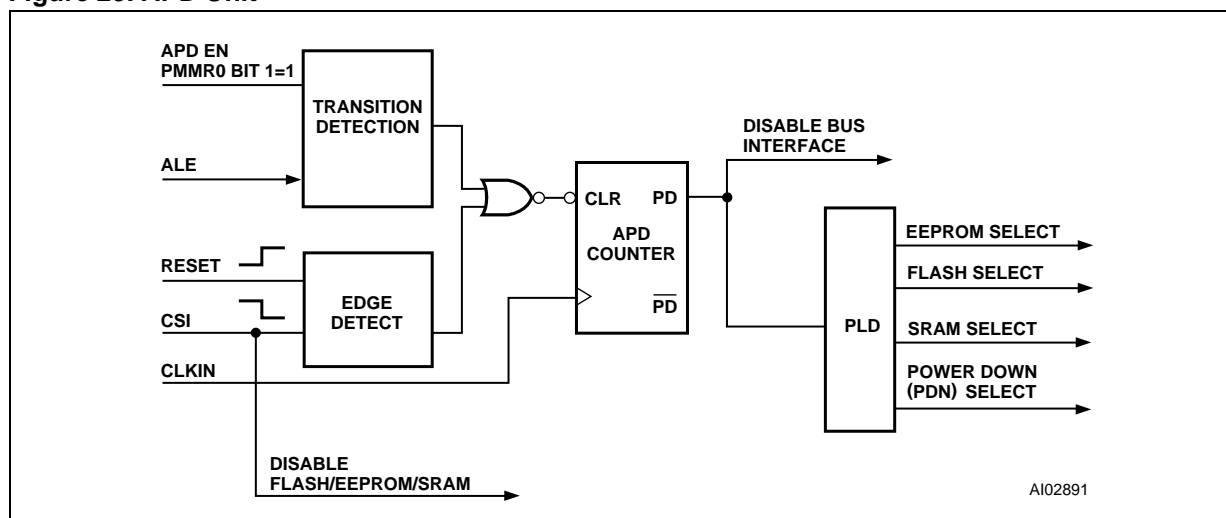 APD EN
PMMR0 BIT 1=1
TRANSITION
DETECTION
ALE
RESET
CSI
EDGE
DETECT
CLKIN
CLR
PD
APD
COUNTER
PD
DISABLE BUS
INTERFACE
PLD
EEPROM SELECT
FLASH SELECT
SRAM SELECT
POWER DOWN
(PDN) SELECT
DISABLE
FLASH/EEPROM/SRAM
AI02891